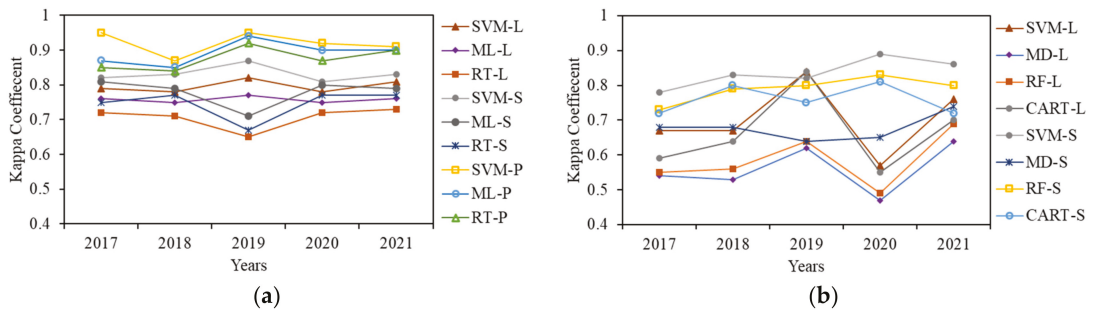 1
0.9
0.8
0.7
0.6
0.5
0.4
Kappa Coeffiecent
2017 2018 2019 2020 2021
Years
SVM-L
ML-L
RT-L
SVM-S
ML-S
RT-S
SVM-P
ML-P
RT-P
(a)
1
0.9
0.8
0.7
0.6
0.5
0.4
Kappa Coeffiecent
2017 2018 2019 2020 2021
Years
SVM-L
MD-L
RF-L
CART-L
SVM-S
MD-S
RF-S
CART-S
(b)